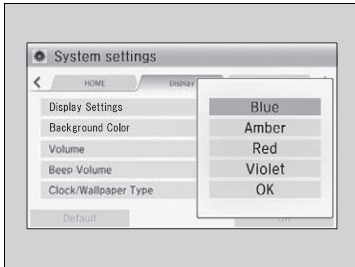 System settings
HOME
Display
Display Settings
Background Color
Volume
Beep Volume
Clock/Wallpaper Type
Default
Blue
Amber
Red
Violet
OK
OK